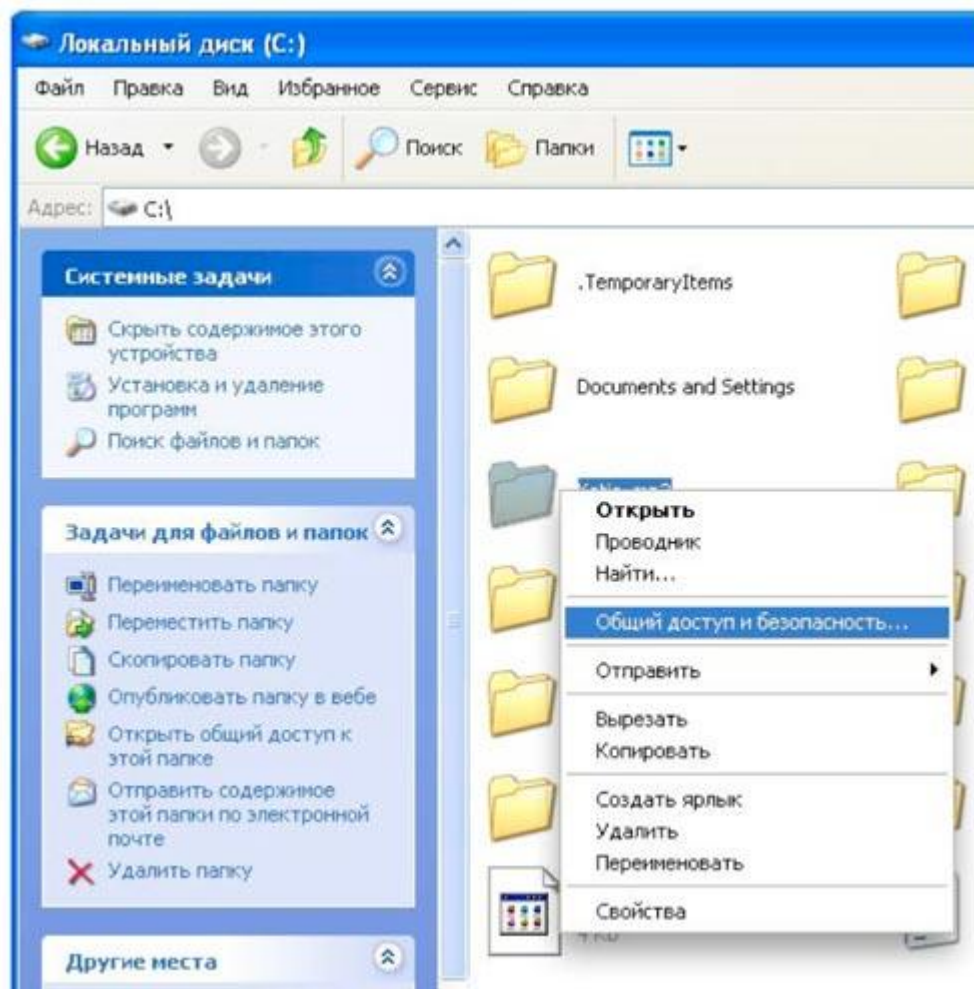 Локальный диск (C:)
Файл Правка Вид Избранное Сервис Справка
Назад Поиск Папки
Адрес: C:\
Системные задачи
Скрыть содержимое этого
устройства
Установка и удаление
программ
Поиск файлов и папок
Задачи для файлов и папок
Переименовать папку
Переместить папку
Скопировать папку
Опубликовать папку в вебе
Открыть общий доступ к
этой папке
Отправить содержимое
этой папки по электронной
почте
Удалить папку
Другие места
.TemporaryItems
Documents and Settings
Открыть
Проводник
Найти...
Общий доступ и безопасность...
Отправить
Вырезать
Копировать
Создать ярлык
Удалить
Переименовать
Свойства